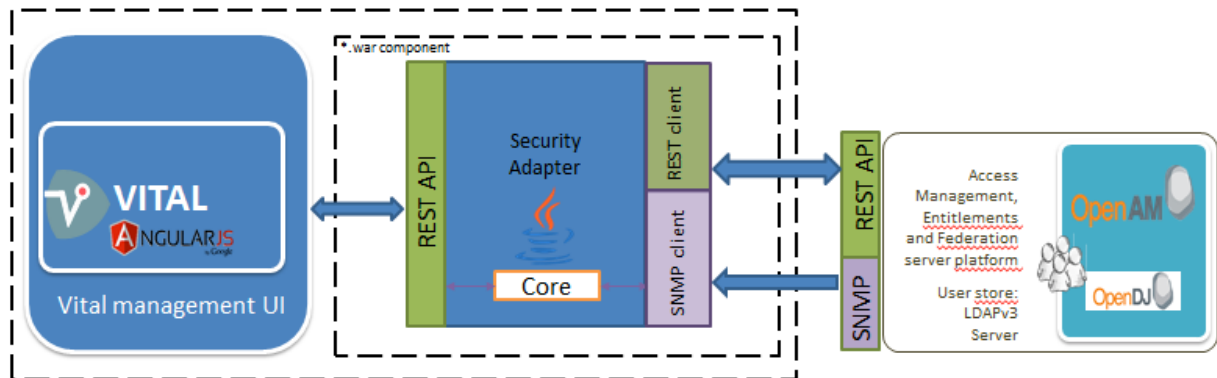 *.war component
VITAL
ANGULARJS
by Google
Vital management UI
REST API
Security
Adapter
Core
REST client
SNMP client
REST API
SNMP
Access
Management,
Entitlements
and Federation
server platform
User store:
LDAPv3
Server
OpenAM
OpenDJ